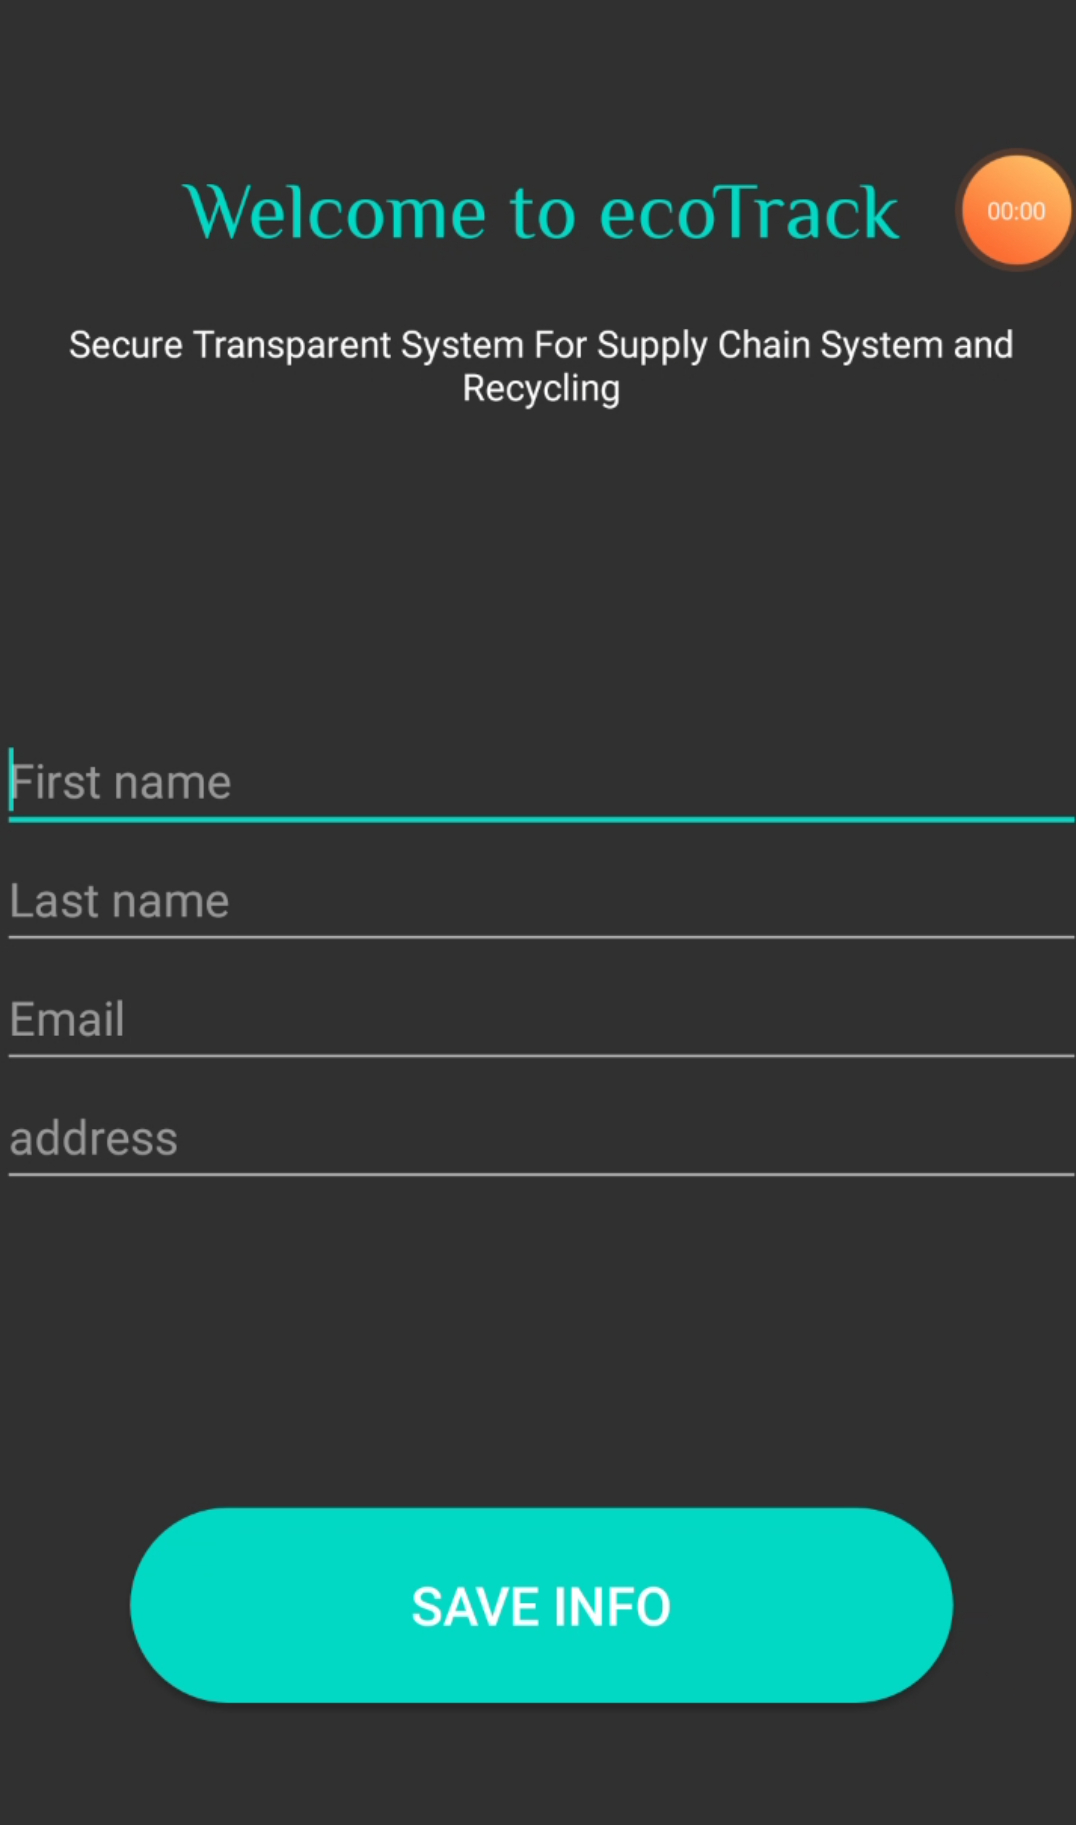 Welcome to ecoTrack
00:00
Secure Transparent System For Supply Chain System and
Recycling
First name
Last name
Email
address
SAVE INFO